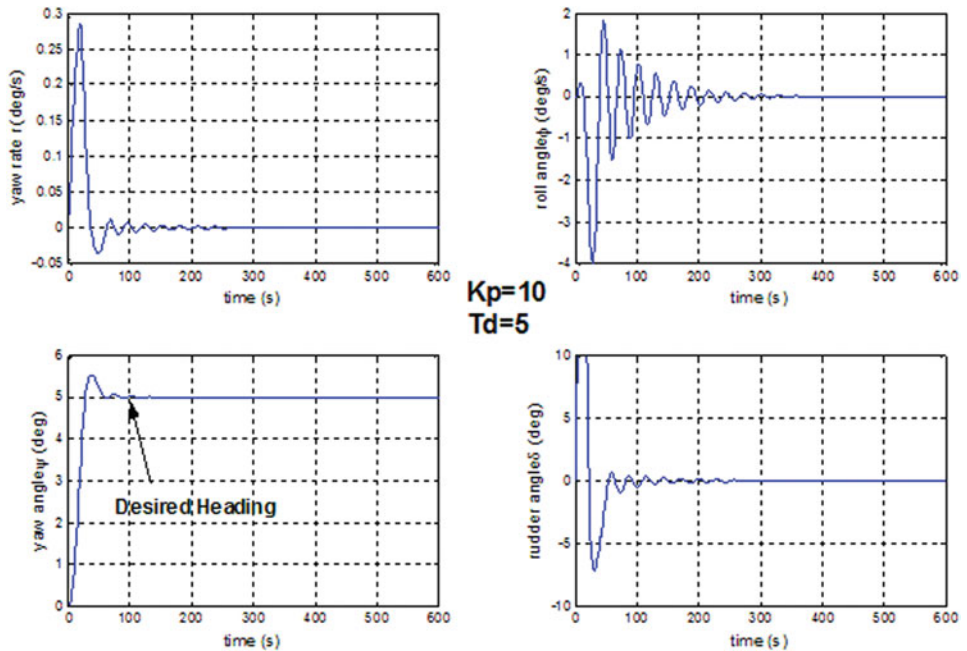 yaw rate r(deg/s)
0.3
0.25
0.2
0.15
0.1
0.05
0
-0.05
0 100 200 300 400 500 600
time (s)
roll angleϕ (deg/s)
2
1
0
-1
-2
-3
-4
0 100 200 300 400 500 600
time (s)
Kp=10
Td=5
yaw angleψ (deg)
6
5
4
3
2
1
0
Desired Heading
0 100 200 300 400 500 600
time (s)
rudder angleδ (deg)
10
5
0
-5
-10
0 100 200 300 400 500 600
time (s)